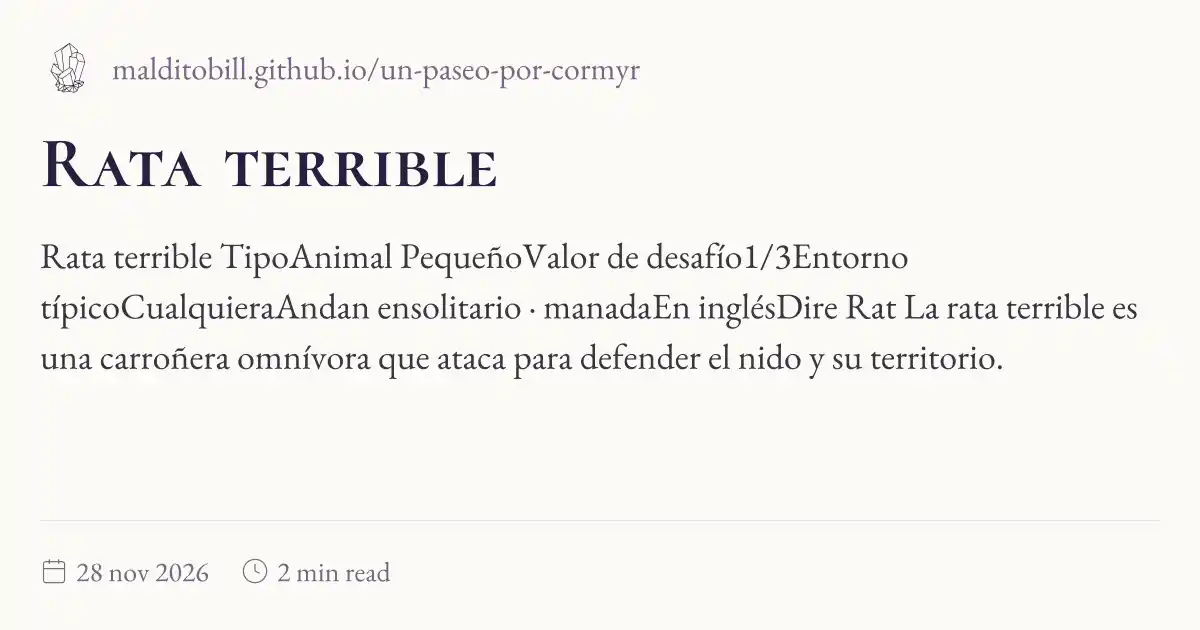 malditobill.github.io/un-paseo-por-cormyr
Rata terrible
Rata terrible TipoAnimal PequeñoValor de desafío1/3Entorno
típicoCualquieraAndan ensolitario · manadaEn inglésDire Rat La rata terrible es
una carroñera omnívora que ataca para defender el nido y su territorio.
28 nov 2026 2 min read